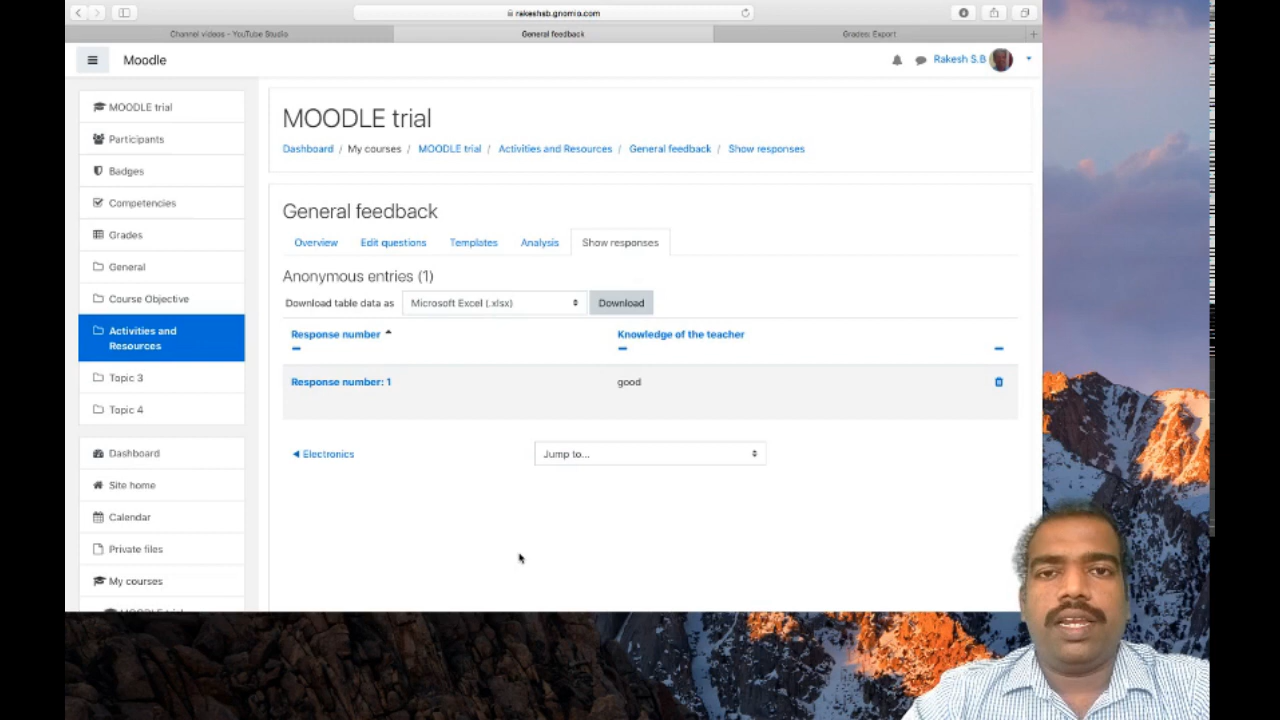 rakeshsb.gnomio.com
Channel videos - YouTube Studio
General feedback
Grades: Export
Moodle
Rakesh S.B
MOODLE trial
Participants
Badges
Competencies
Grades
General
Course Objective
Activities and
Resources
Topic 3
Topic 4
Dashboard
Site home
Calendar
Private files
My courses
MOODLE trial
MOODLE trial
Dashboard / My courses / MOODLE trial / Activities and Resources / General feedback / Show responses
General feedback
Overview Edit questions Templates Analysis Show responses
Anonymous entries (1)
Download table data as Microsoft Excel (.xlsx) Download
Response number Knowledge of the teacher
Response number: 1 good
◀ Electronics Jump to...